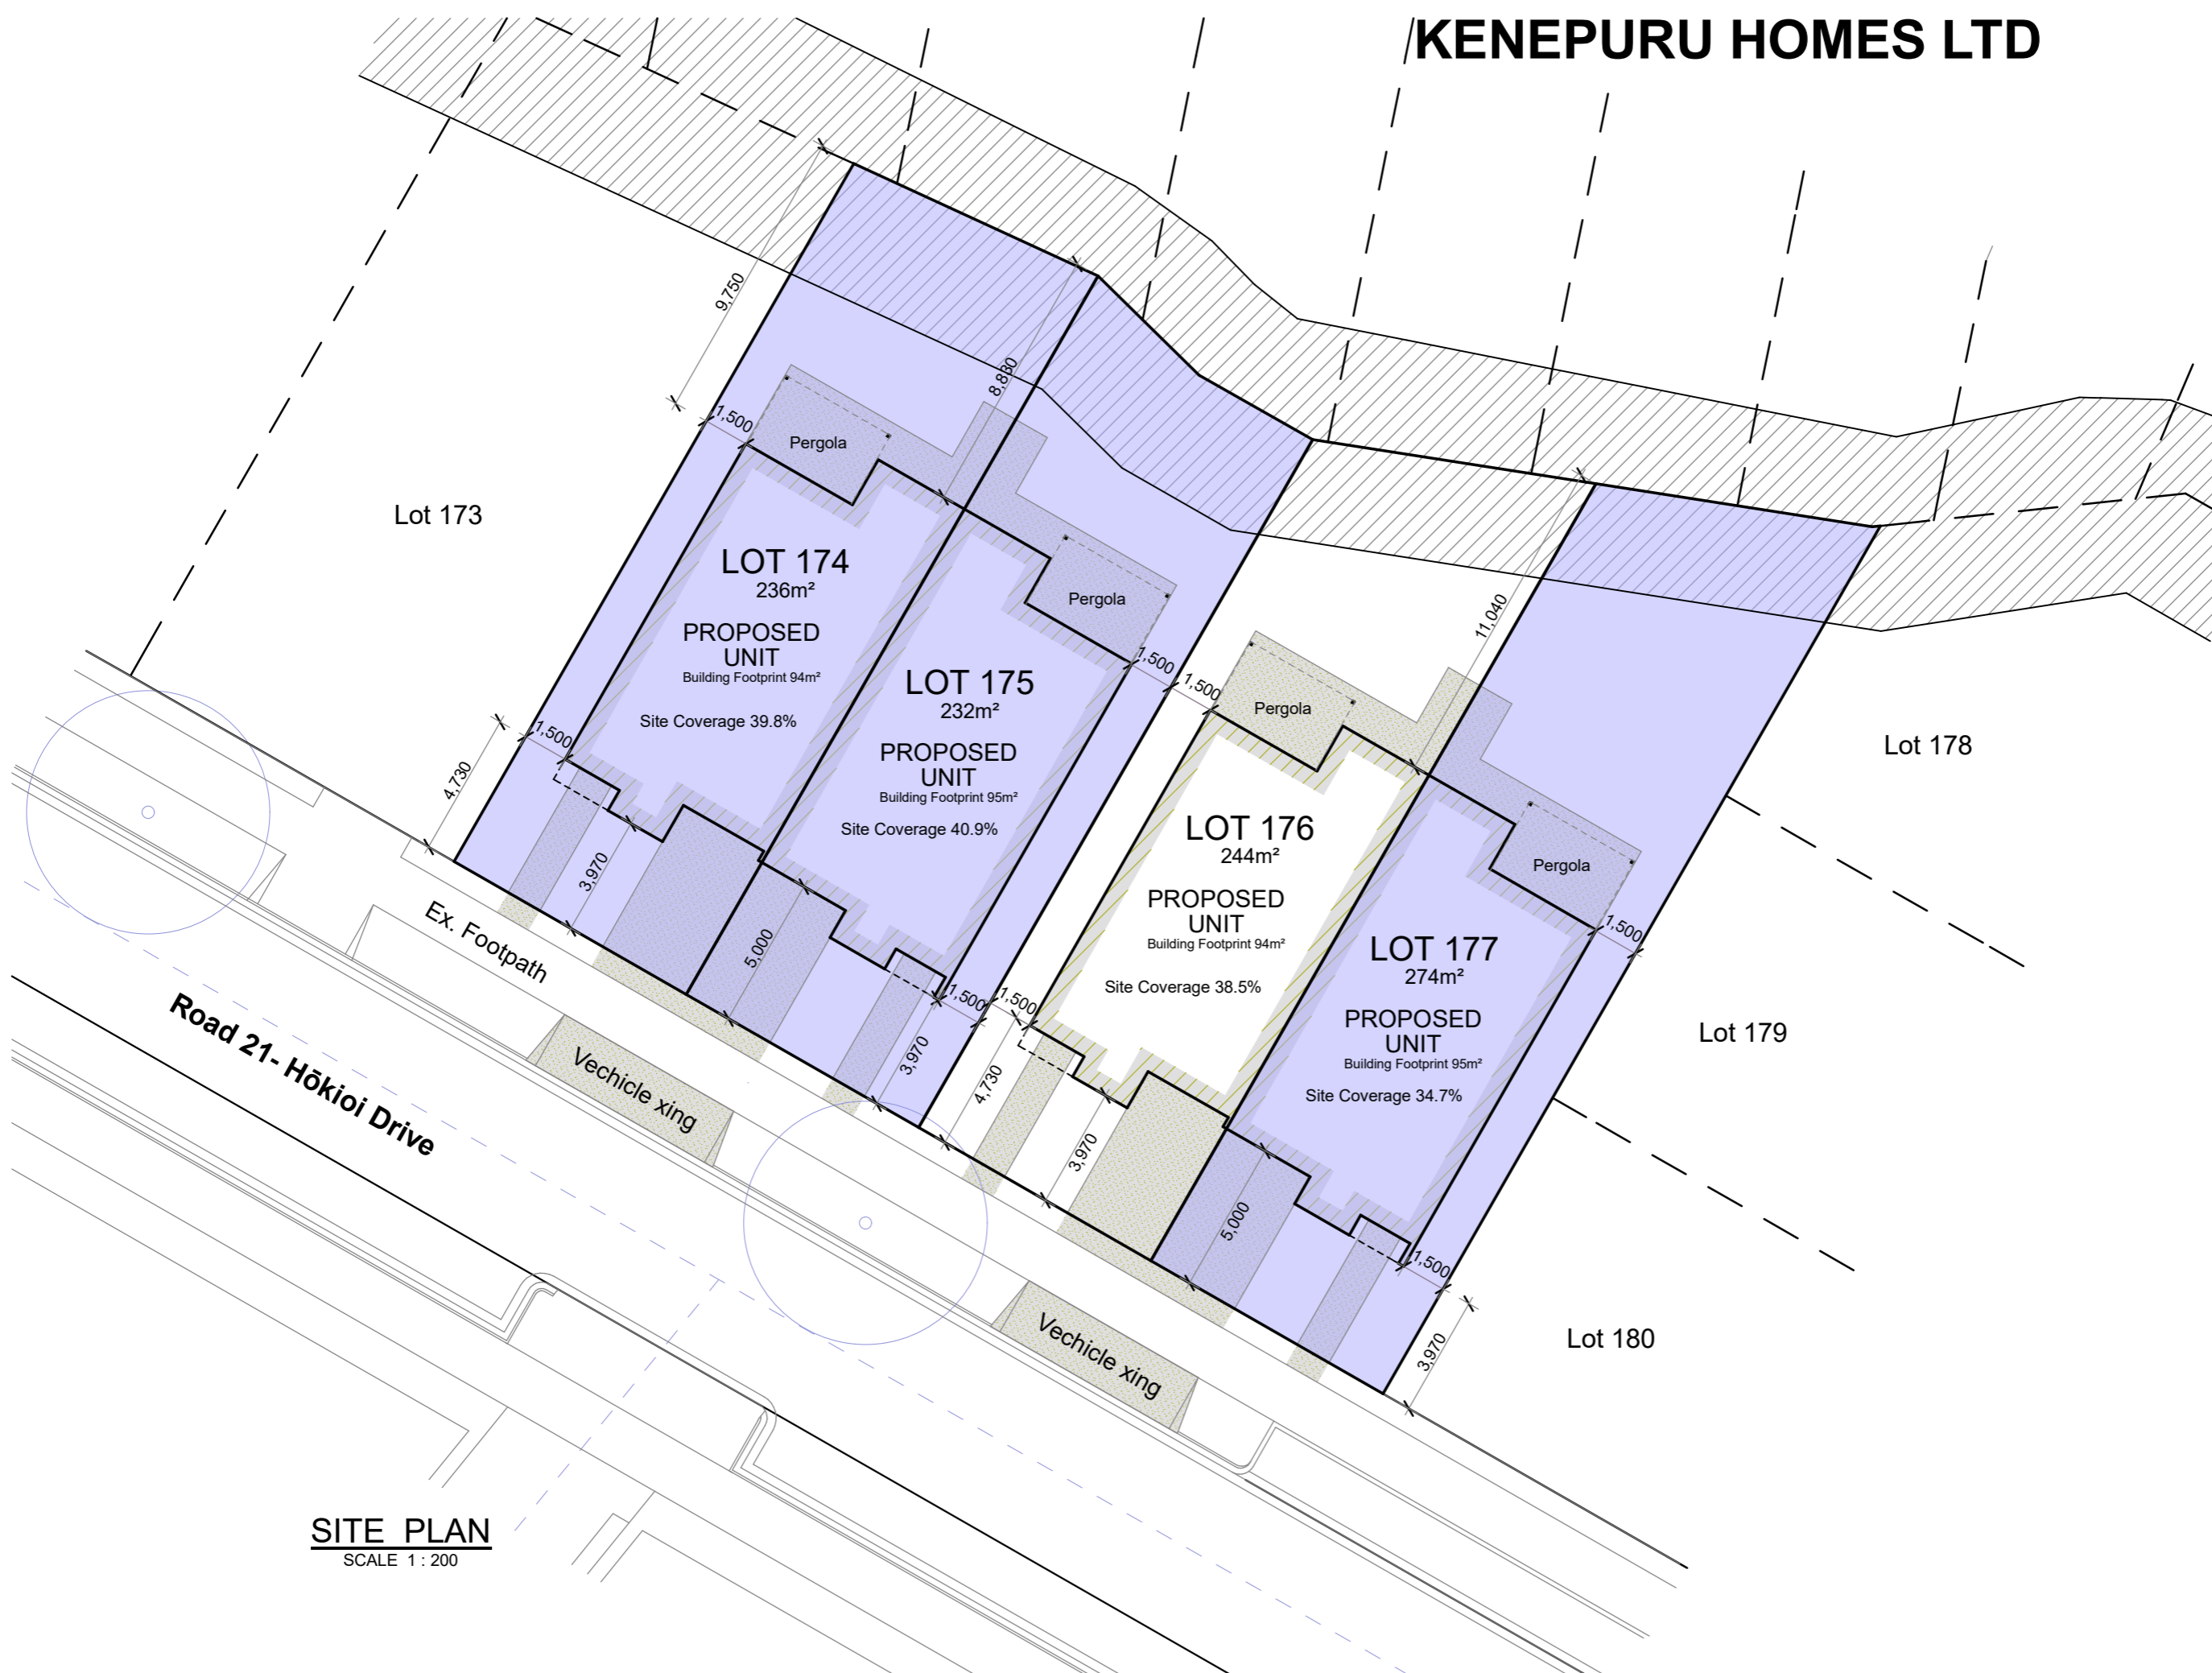 KENEPURU HOMES LTD
9,750
8,830
1,500
Pergola
Lot 173
LOT 174
236m²
PROPOSED
UNIT
Building Footprint 94m²
Site Coverage 39.8%
Pergola
1,500
1,500
11,040
LOT 175
232m²
PROPOSED
UNIT
Building Footprint 95m²
Site Coverage 40.9%
Pergola
1,500
4,730
3,970
Lot 178
LOT 176
244m²
PROPOSED
UNIT
Building Footprint 94m²
Site Coverage 38.5%
Pergola
1,500
LOT 177
274m²
PROPOSED
UNIT
Building Footprint 95m²
Site Coverage 34.7%
Lot 179
Ex. Footpath
5,000
1,500
1,500
3,970
4,730
3,970
Road 21- Hōkioi Drive
Vechicle xing
5,000
1,500
3,970
Lot 180
Vechicle xing
SITE PLAN
SCALE 1 : 200